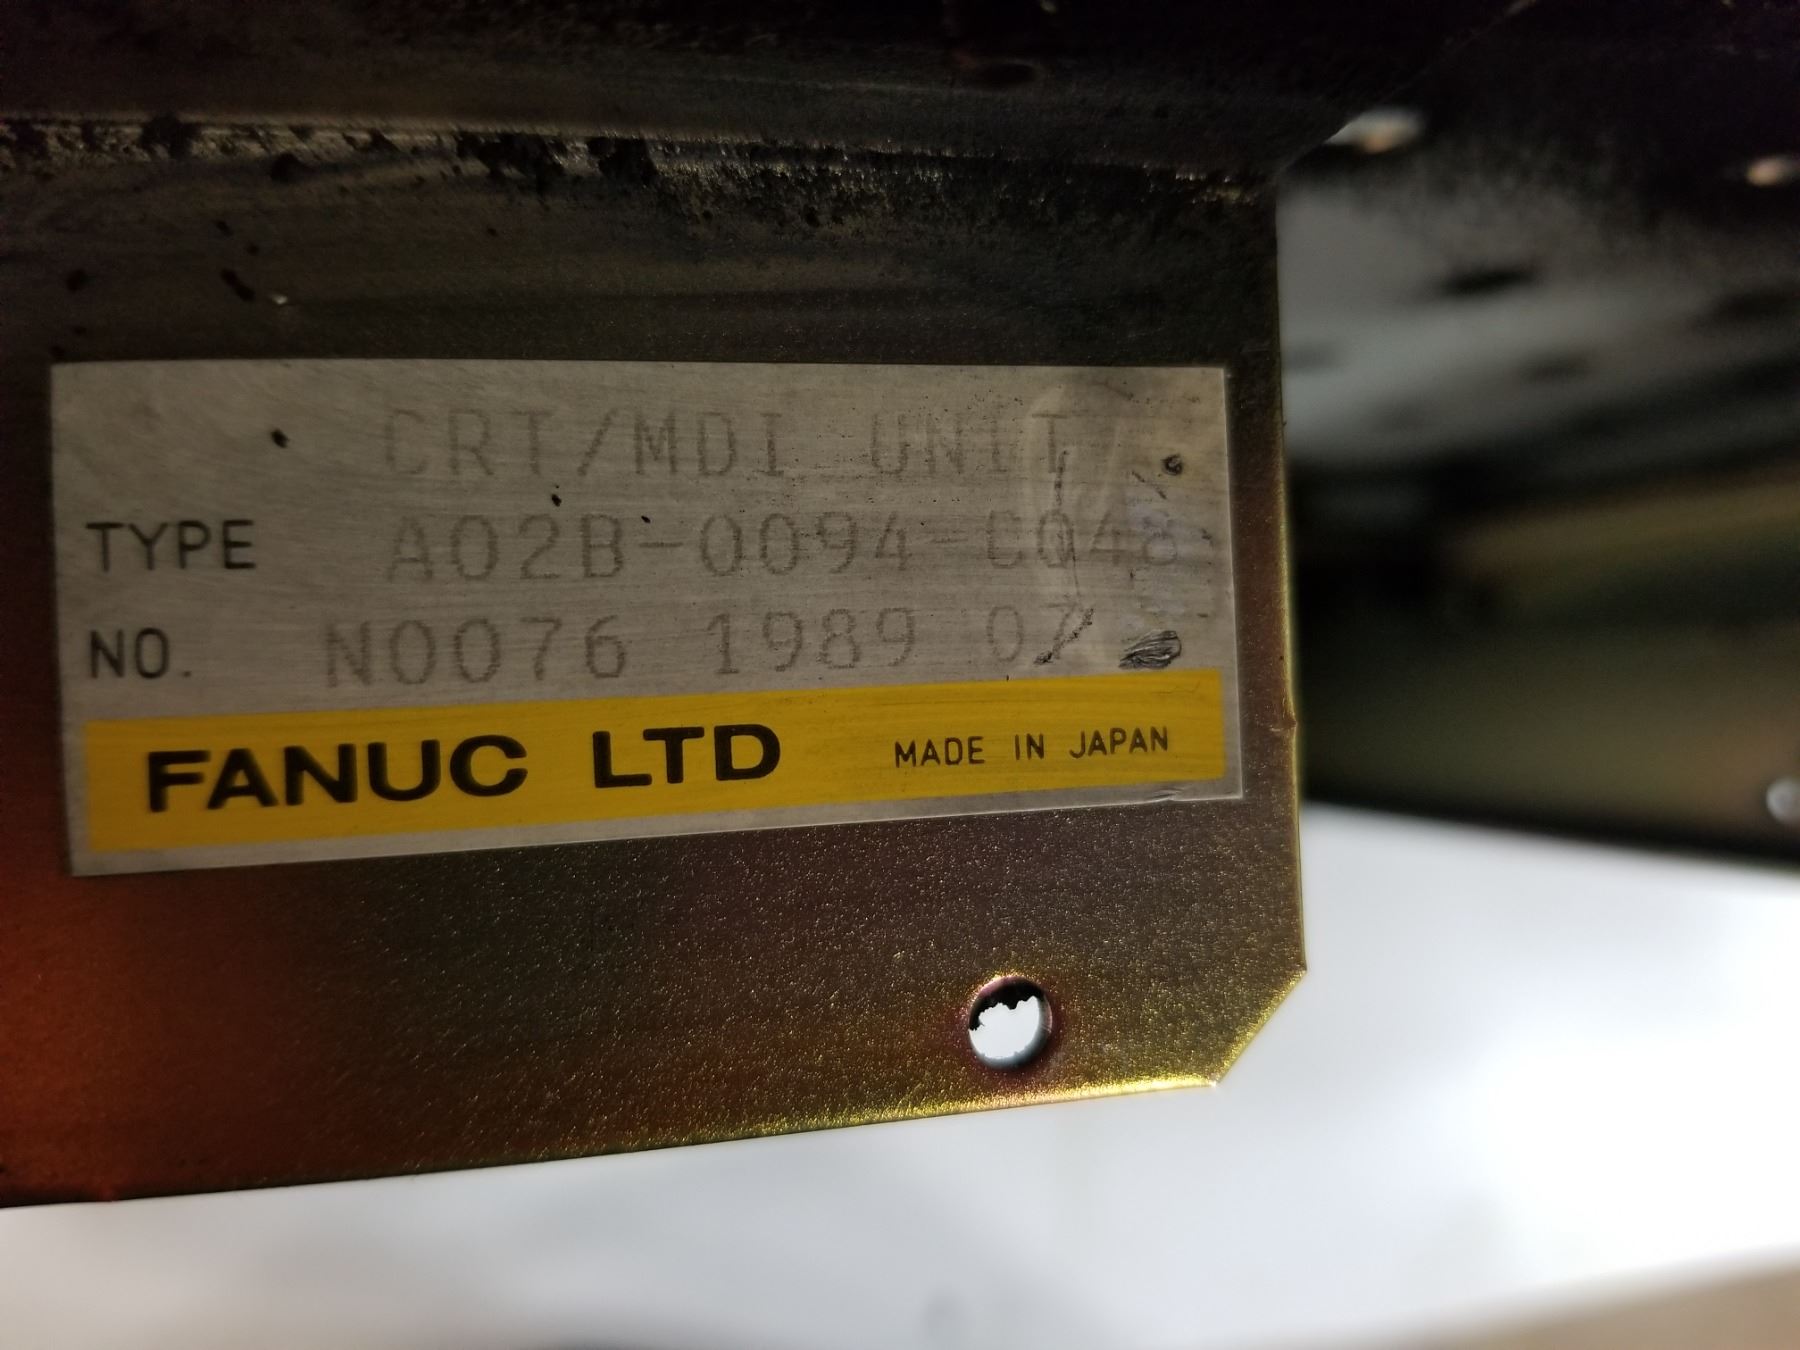 CRT/MDI UNIT
TYPE A02B-0094-C048
NO. N0076 1989 07
FANUC LTD MADE IN JAPAN